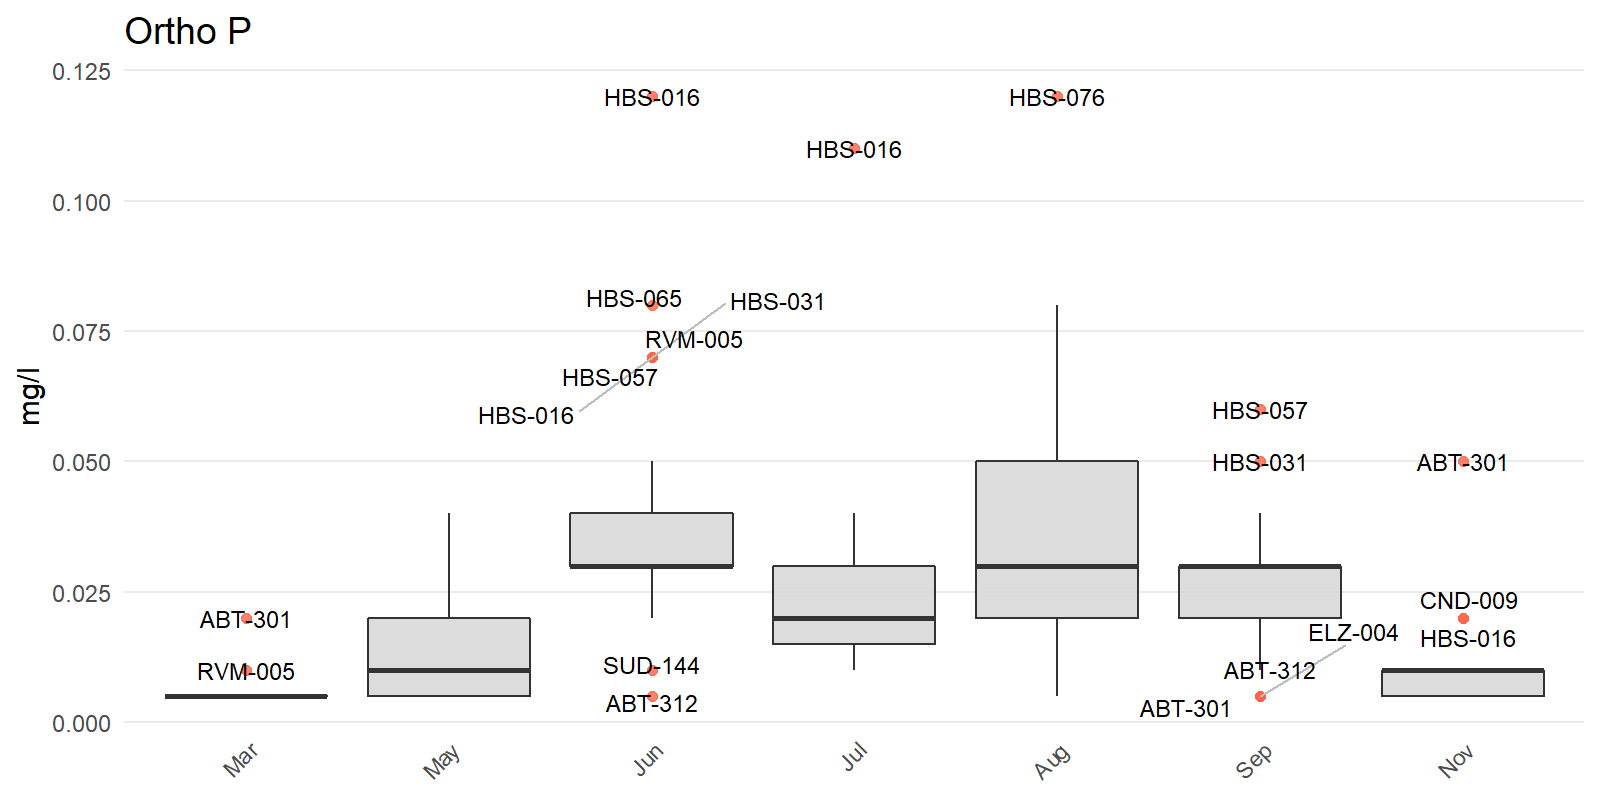 Ortho P
0.125
HBS-016
HBS-076
HBS-016
0.100
HBS-065
HBS-031
0.075
RVM-005
mg/l
HBS-057
HBS-016
HBS-057
0.050
HBS-031
ABT-301
0.025
CND-009
ABT-301
ELZ-004
HBS-016
RVM-005
SUD-144
ABT-312
ABT-312
ABT-301
0.000
Mar
May
Jun
Jul
Aug
Sep
Nov